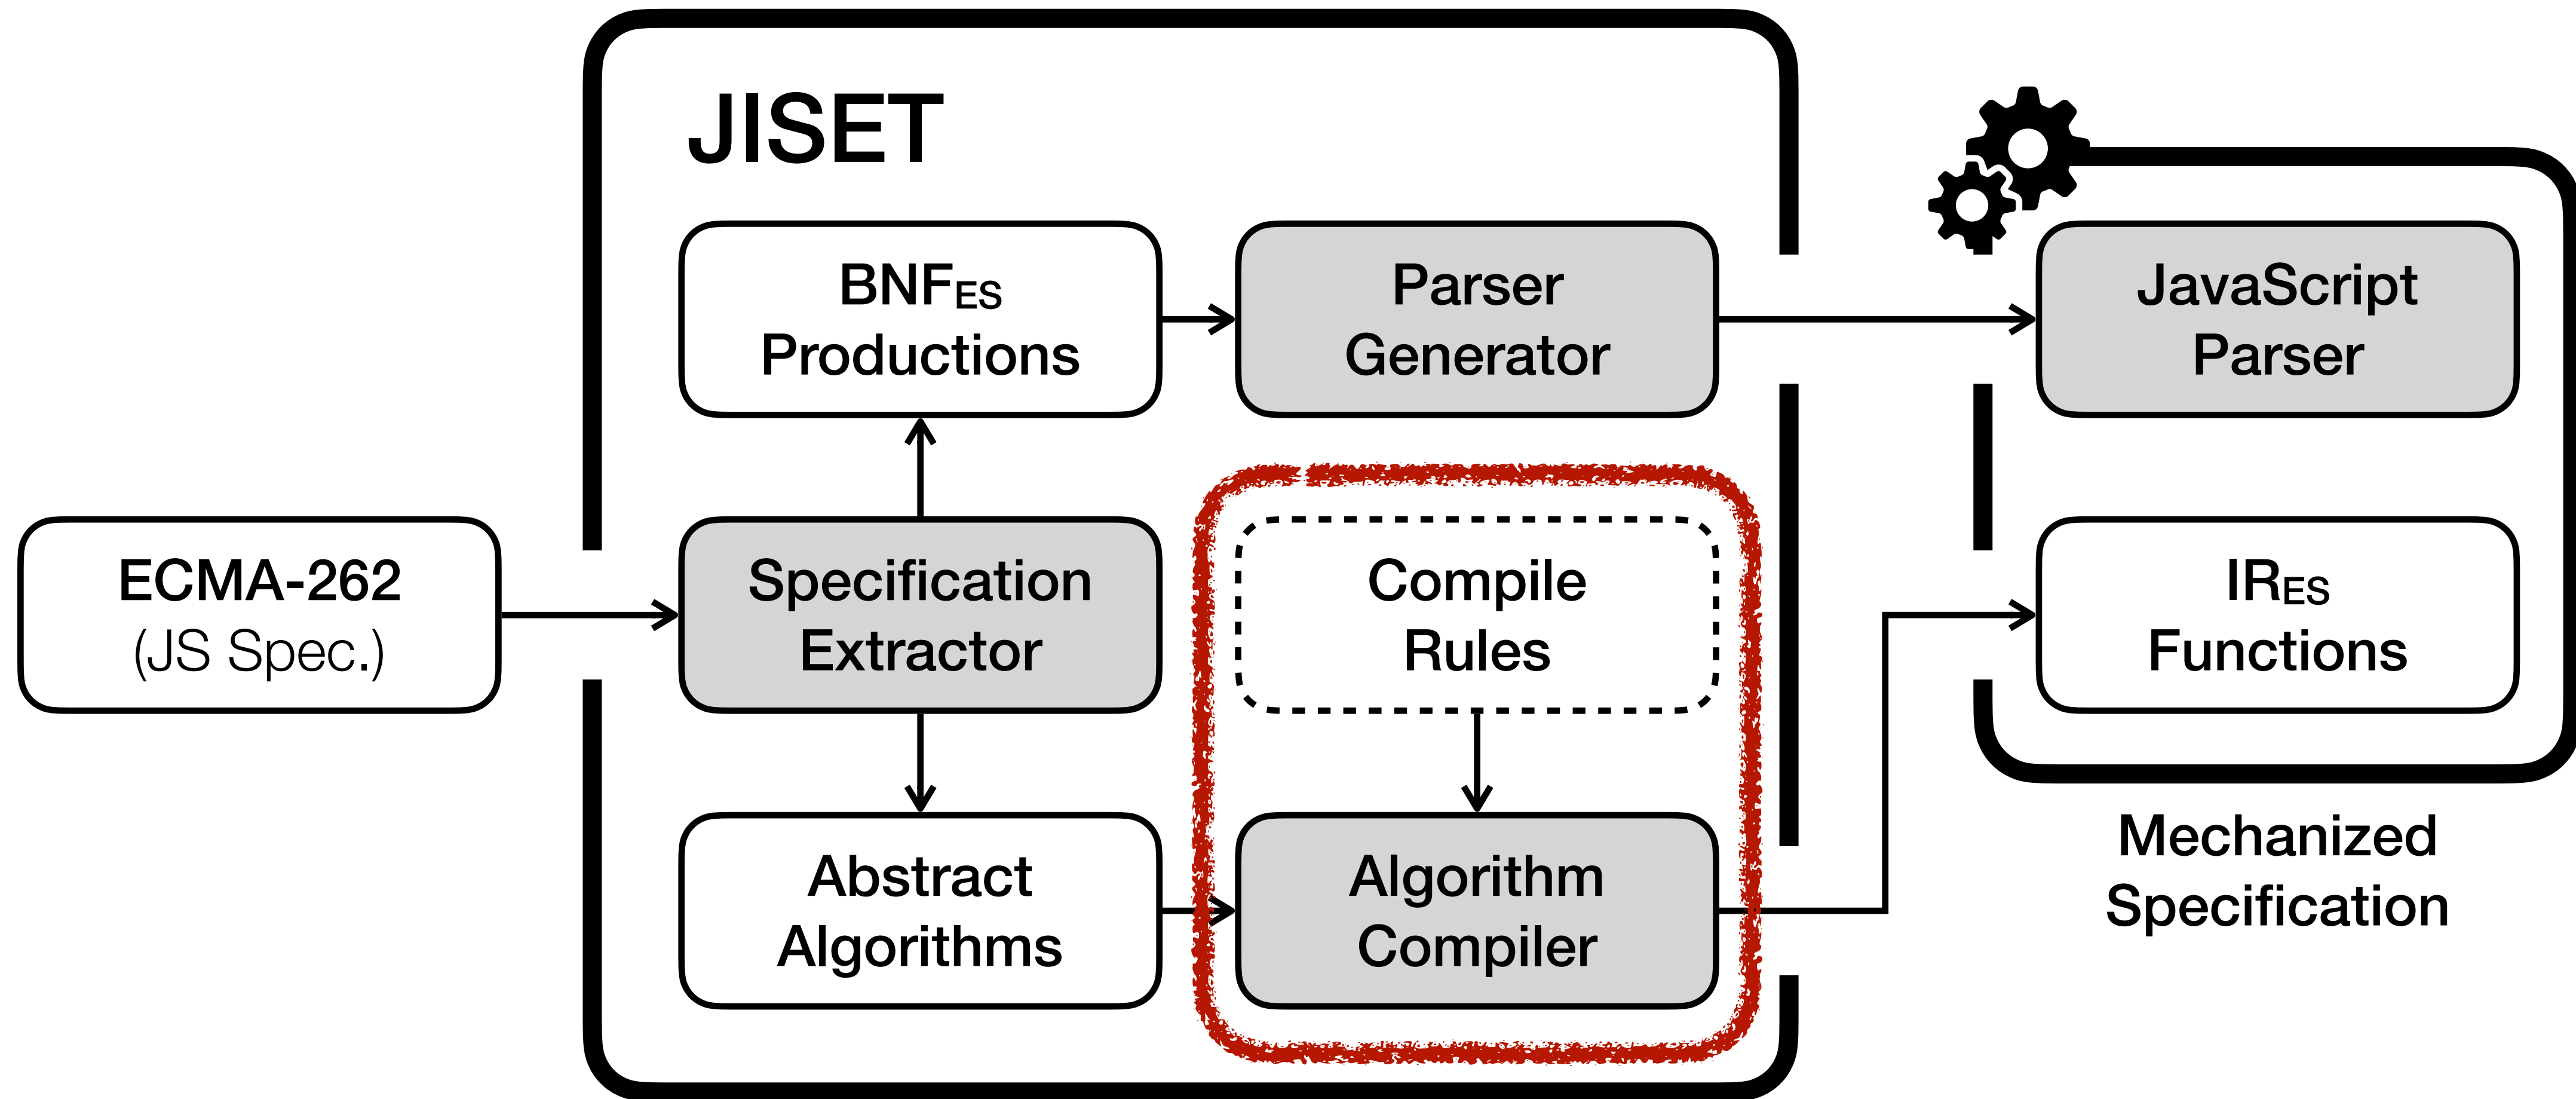 JISET
BNFES
Productions
Parser
Generator
JavaScript
Parser
ECMA-262
(JS Spec.)
Specification
Extractor
Compile
Rules
IRES
Functions
Abstract
Algorithms
Algorithm
Compiler
Mechanized
Specification